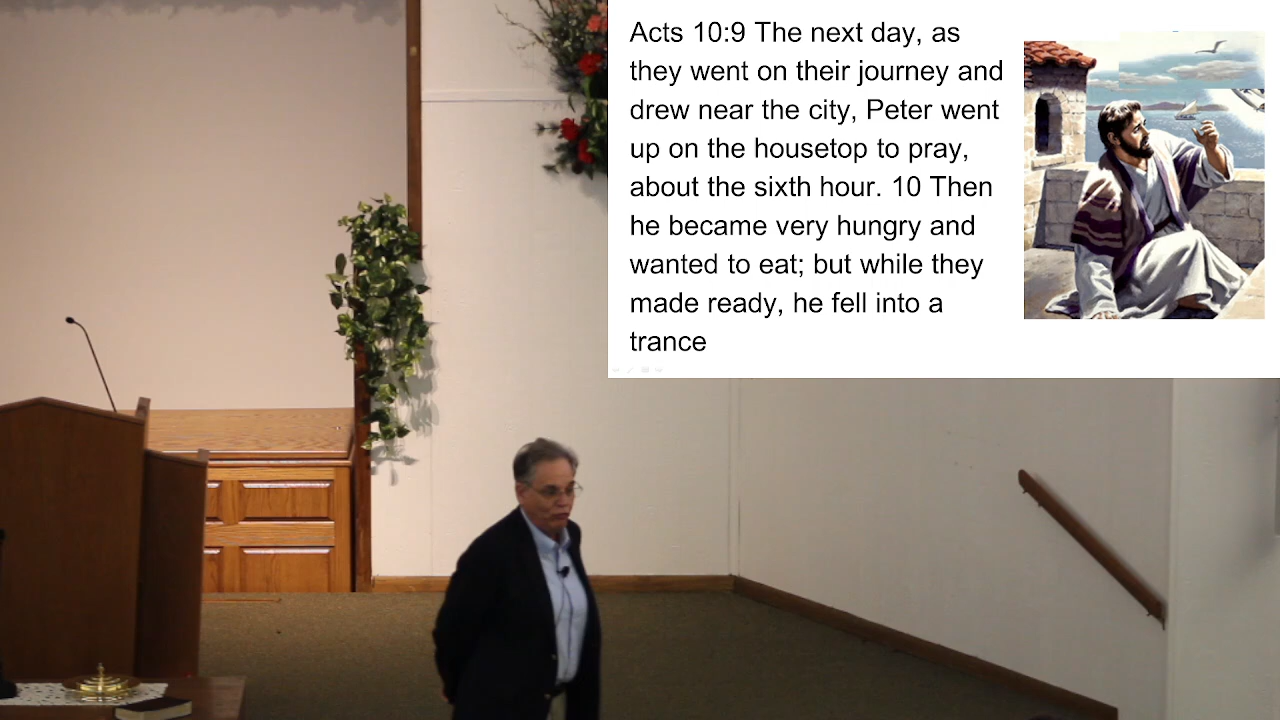 Acts 10:9 The next day, as
they went on their journey and
drew near the city, Peter went
up on the housetop to pray,
about the sixth hour. 10 Then
he became very hungry and
wanted to eat; but while they
made ready, he fell into a
trance